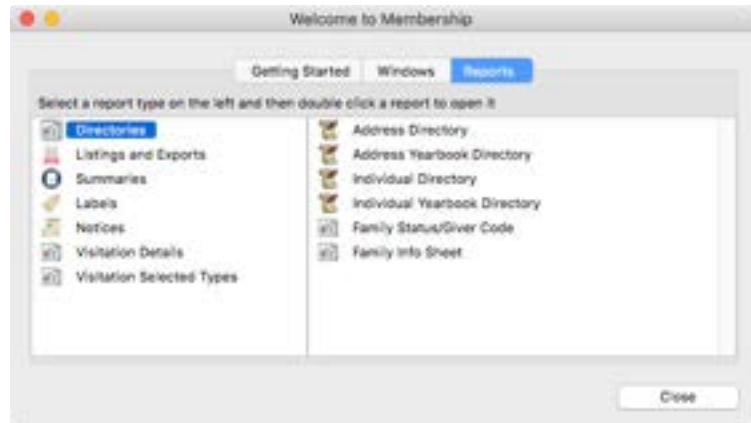 Welcome to Membership
Getting Started Windows Reports
Select a report type on the left and then double click a report to open it
Directories
Listings and Exports
Summaries
Labels
Notices
Visitation Details
Visitation Selected Types
Address Directory
Address Yearbook Directory
Individual Directory
Individual Yearbook Directory
Family Status/Giver Code
Family Info Sheet
Close